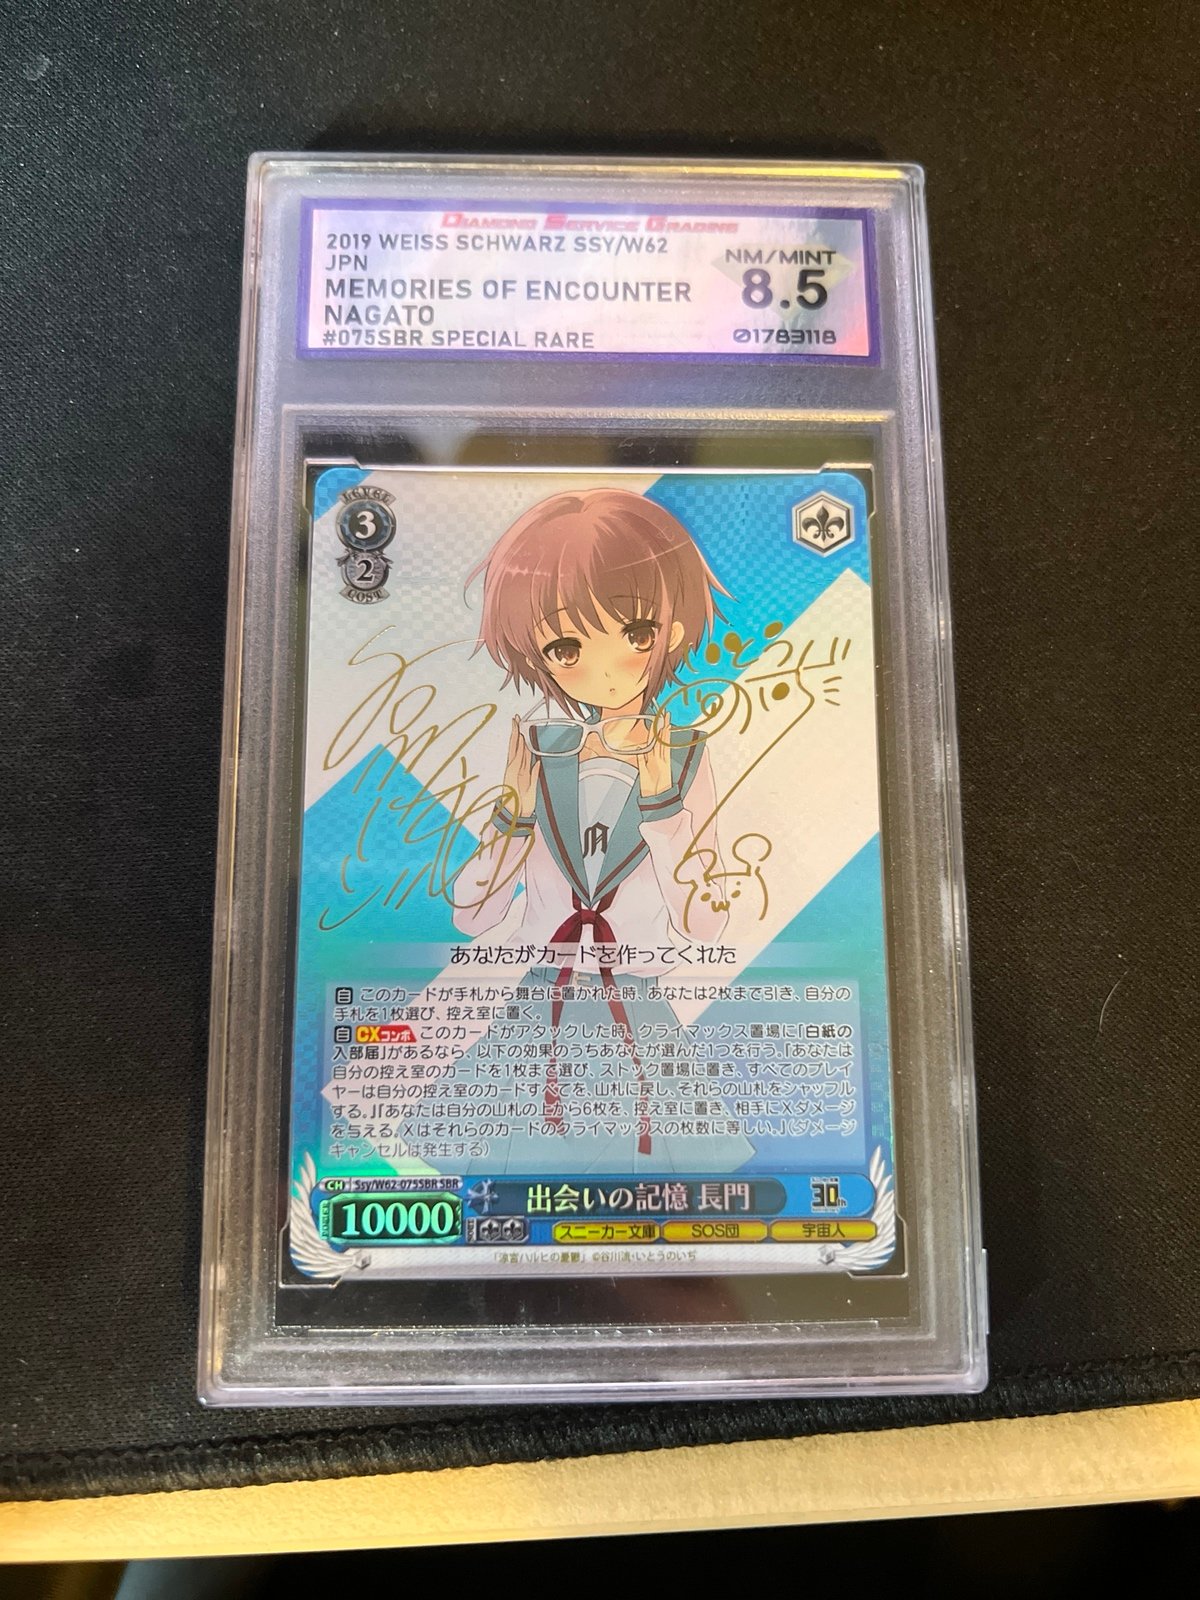 DIAMOND SERVICE GRADING
2019 WEISS SCHWARZ SSY/W62
JPN
MEMORIES OF ENCOUNTER
NAGATO
#075SBR SPECIAL RARE
NM/MINT
8.5
01783118
LEVEL
3
2
COST
いとうのいぢ
あなたがカードを作ってくれた
自 このカードが手札から舞台に置かれた時、あなたは2枚まで引き、自分の
手札を1枚選び、控え室に置く。
自 CXコンボ このカードがアタックした時、クライマックス置場に「白紙の
入部届」があるなら、以下の効果のうちあなたが選んだ1つを行う。『あなたは
自分の控え室のカードを1枚まで選び、ストック置場に置き、すべてのプレイ
ヤーは自分の控え室のカードすべてを、山札に戻し、それらの山札をシャッフル
する。』『あなたは自分の山札の上から6枚を、控え室に置き、相手にXダメージ
を与える。Xはそれらのカードのクライマックスの枚数に等しい。』（ダメージ
キャンセルは発生する）
CH Ssy/W62-075SBR SBR
出会いの記憶 長門
30th
10000
スニーカー文庫 SOS団 宇宙人
「涼宮ハルヒの憂鬱」©谷川流・いとうのいぢ